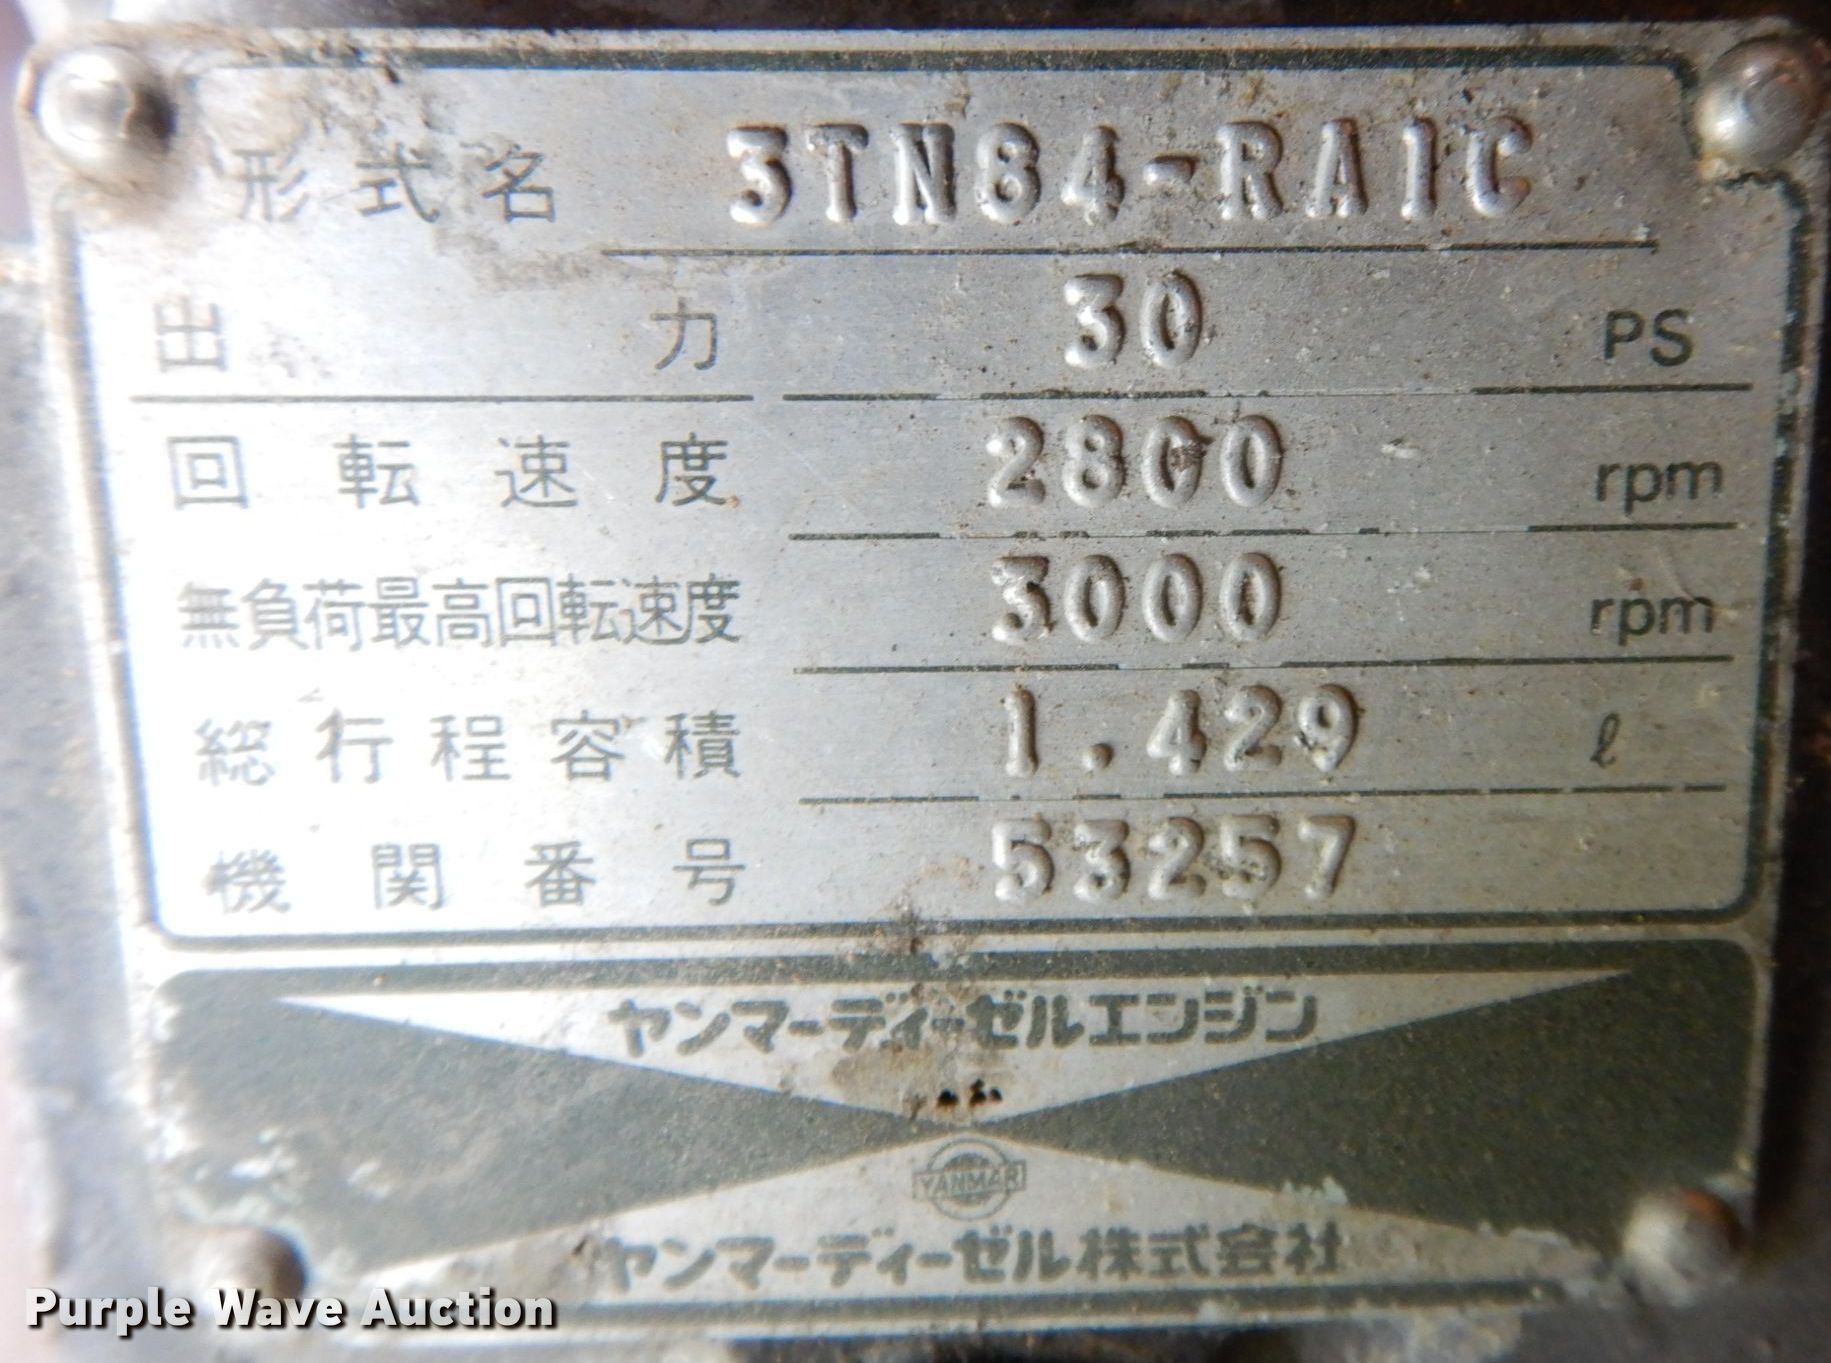 形式名 3TN84-RA1C
出力 30 PS
回転速度 2800 rpm
無負荷最高回転速度 3000 rpm
総行程容積 1.429 ℓ
機関番号 53257
ヤンマーディーゼルエンジン
YANMAR
ヤンマーディーゼル株式会社
Purple Wave Auction